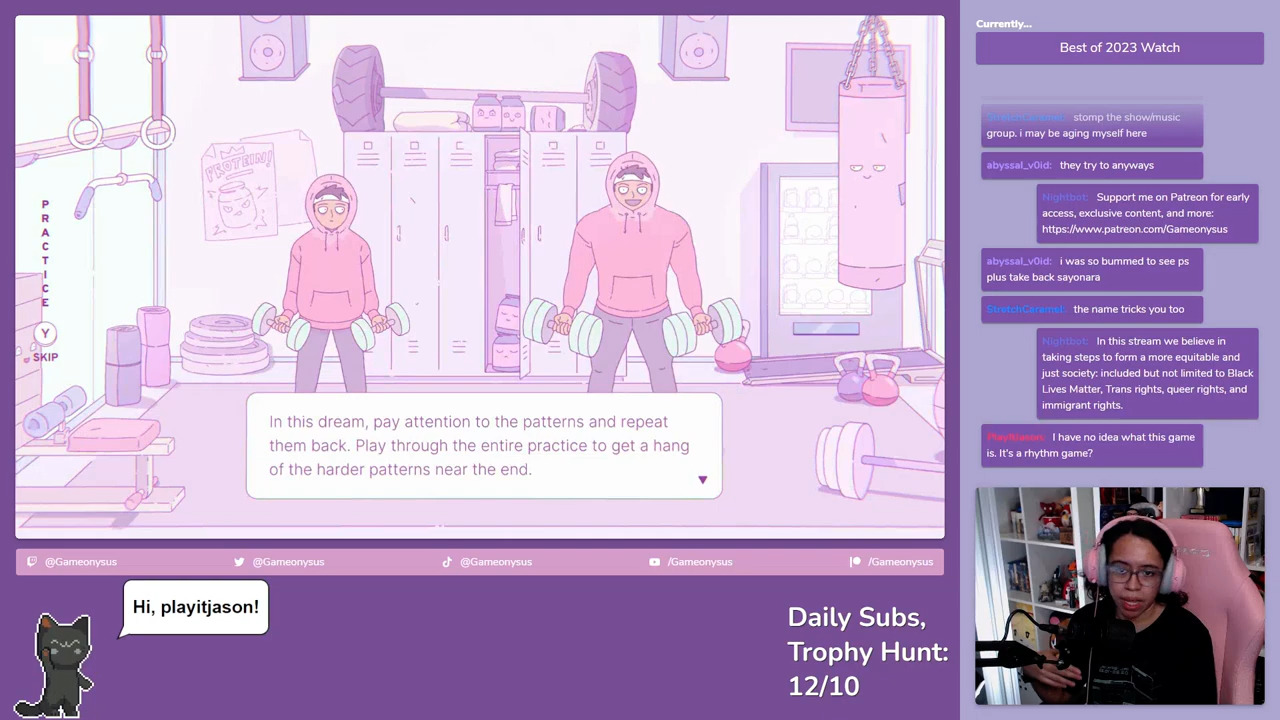 PROTEIN!
PRACTICE
Y
SKIP
In this dream, pay attention to the patterns and repeat
them back. Play through the entire practice to get a hang
of the harder patterns near the end.
@Gameonysus
@Gameonysus
@Gameonysus
/Gameonysus
/Gameonysus
Hi, playitjason!
Daily Subs,
Trophy Hunt:
12/10
Currently...
Best of 2023 Watch
StretchCaramel: stomp the show/music
group. i may be aging myself here
abyssal_v0id: they try to anyways
Nightbot: Support me on Patreon for early
access, exclusive content, and more:
https://www.patreon.com/Gameonysus
abyssal_v0id: i was so bummed to see ps
plus take back sayonara
StretchCaramel: the name tricks you too
Nightbot: In this stream we believe in
taking steps to form a more equitable and
just society: included but not limited to Black
Lives Matter, Trans rights, queer rights, and
immigrant rights.
PlayItJason: I have no idea what this game
is. It's a rhythm game?